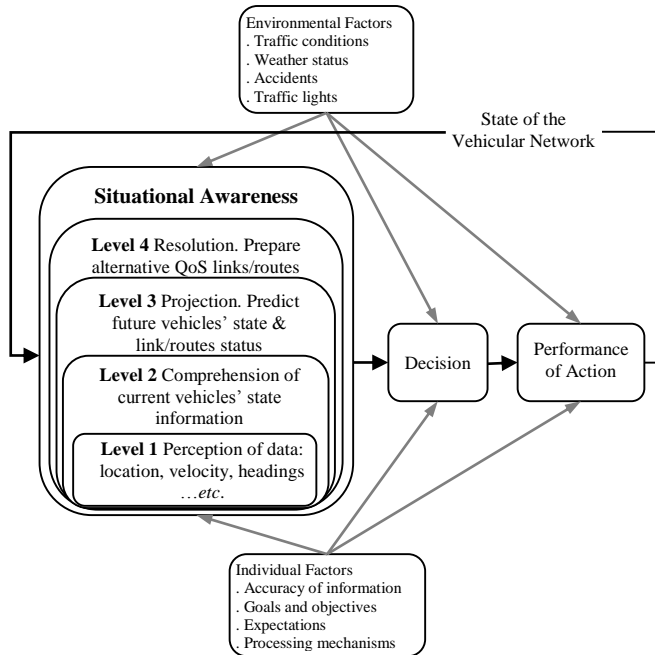 Environmental Factors
. Traffic conditions
. Weather status
. Accidents
. Traffic lights
State of the
Vehicular Network
Situational Awareness
Level 4 Resolution. Prepare
alternative QoS links/routes
Level 3 Projection. Predict
future vehicles' state &
link/routes status
Level 2 Comprehension of
current vehicles' state
information
Level 1 Perception of data:
location, velocity, headings
…etc.
Decision
Performance
of Action
Individual Factors
. Accuracy of information
. Goals and objectives
. Expectations
. Processing mechanisms